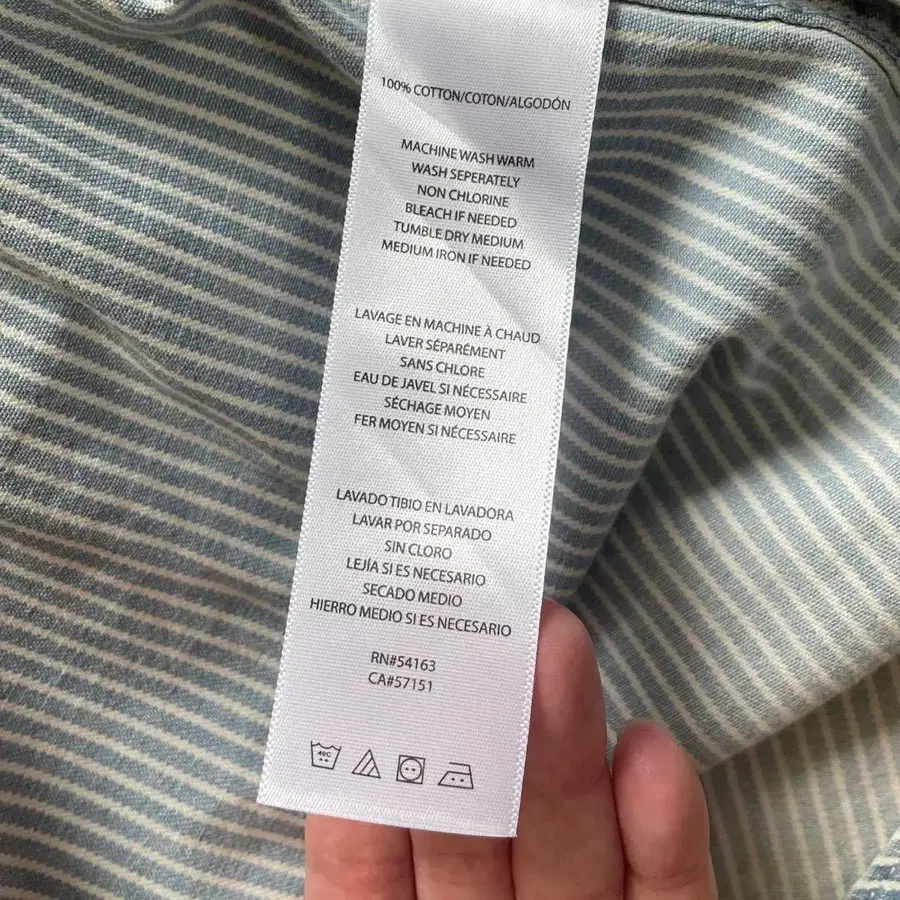 100% COTTON/COTON/ALGODÓN
MACHINE WASH WARM
WASH SEPERATELY
NON CHLORINE
BLEACH IF NEEDED
TUMBLE DRY MEDIUM
MEDIUM IRON IF NEEDED
LAVAGE EN MACHINE À CHAUD
LAVER SÉPARÉMENT
SANS CHLORE
EAU DE JAVEL SI NÉCESSAIRE
SÉCHAGE MOYEN
FER MOYEN SI NÉCESSAIRE
LAVADO TIBIO EN LAVADORA
LAVAR POR SEPARADO
SIN CLORO
LEJÍA SI ES NECESARIO
SECADO MEDIO
HIERRO MEDIO SI ES NECESARIO
RN#54163
CA#57151
40C